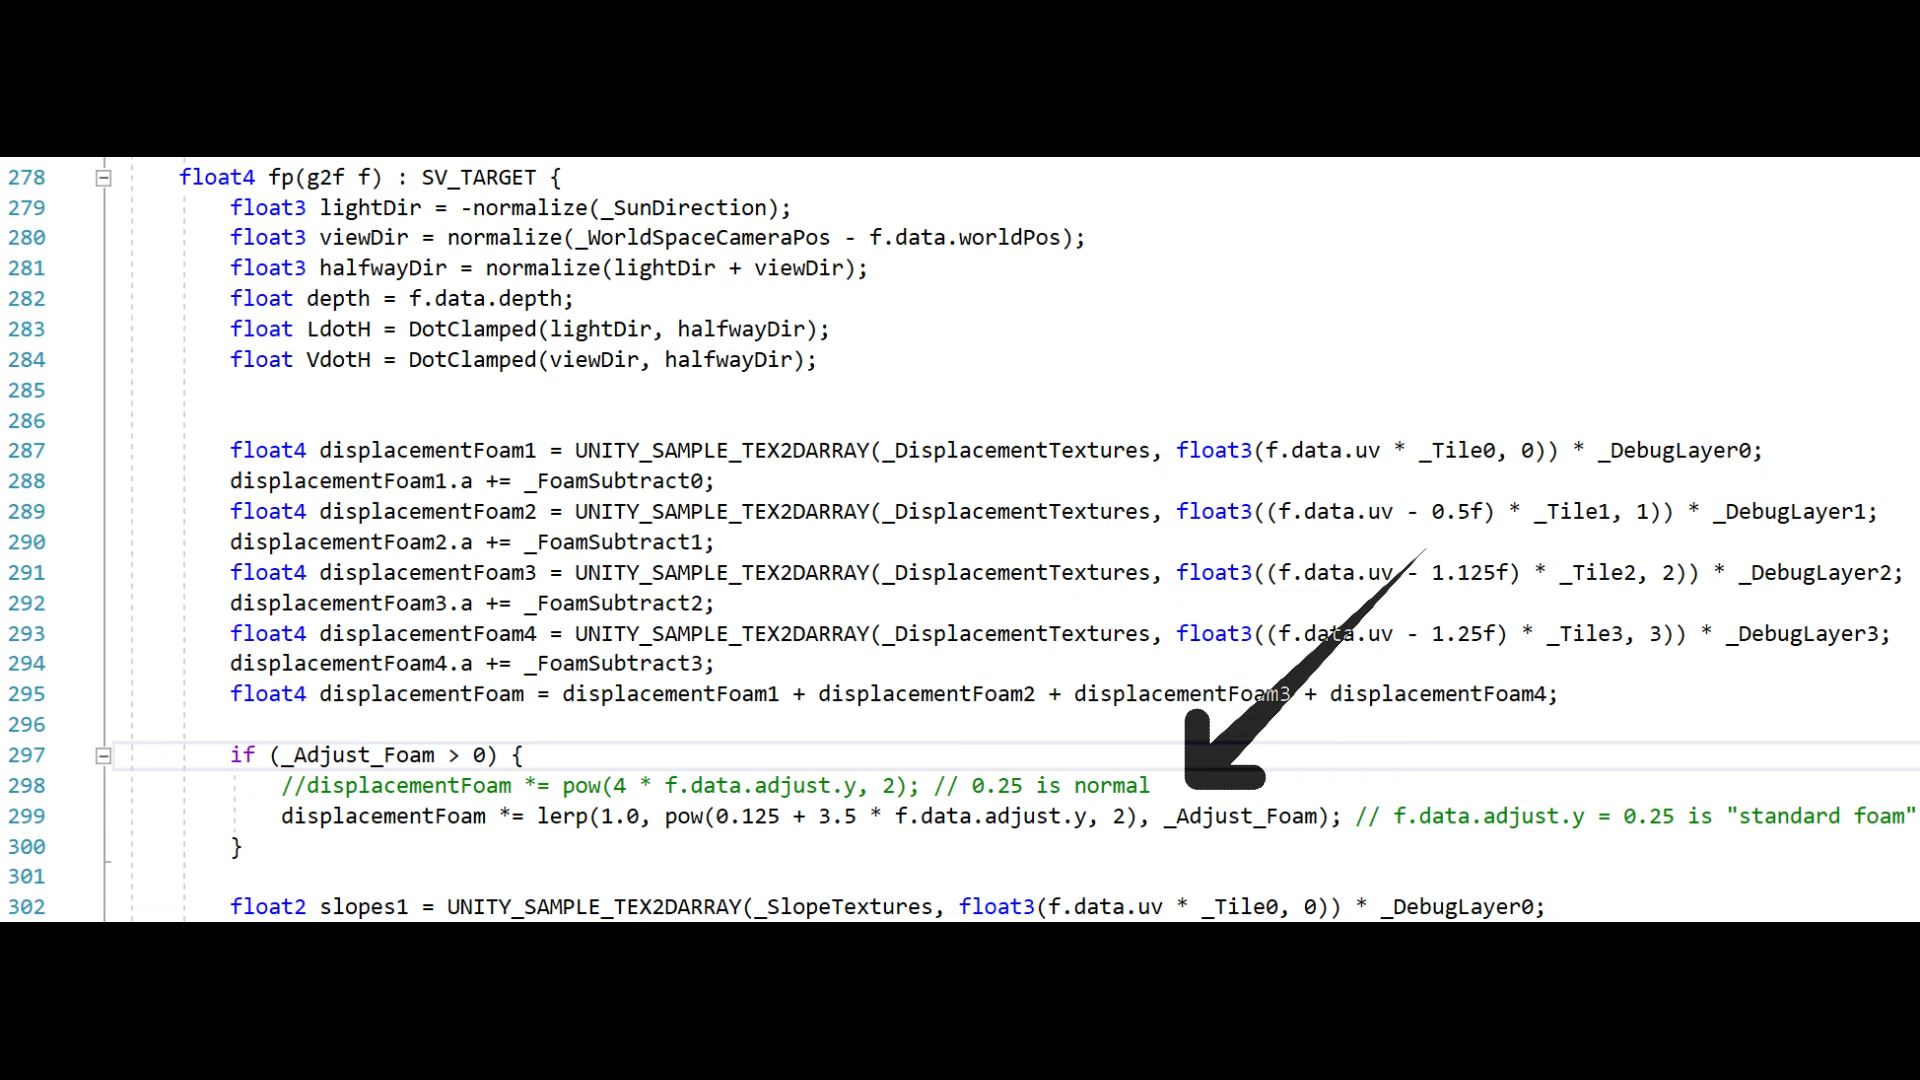 278 float4 fp(g2f f) : SV_TARGET {
279 float3 lightDir = -normalize(_SunDirection);
280 float3 viewDir = normalize(_WorldSpaceCameraPos - f.data.worldPos);
281 float3 halfwayDir = normalize(lightDir + viewDir);
282 float depth = f.data.depth;
283 float LdotH = DotClamped(lightDir, halfwayDir);
284 float VdotH = DotClamped(viewDir, halfwayDir);
285
286
287 float4 displacementFoam1 = UNITY_SAMPLE_TEX2DARRAY(_DisplacementTextures, float3(f.data.uv * _Tile0, 0)) * _DebugLayer0;
288 displacementFoam1.a += _FoamSubtract0;
289 float4 displacementFoam2 = UNITY_SAMPLE_TEX2DARRAY(_DisplacementTextures, float3((f.data.uv - 0.5f) * _Tile1, 1)) * _DebugLayer1;
290 displacementFoam2.a += _FoamSubtract1;
291 float4 displacementFoam3 = UNITY_SAMPLE_TEX2DARRAY(_DisplacementTextures, float3((f.data.uv - 1.125f) * _Tile2, 2)) * _DebugLayer2;
292 displacementFoam3.a += _FoamSubtract2;
293 float4 displacementFoam4 = UNITY_SAMPLE_TEX2DARRAY(_DisplacementTextures, float3((f.data.uv - 1.25f) * _Tile3, 3)) * _DebugLayer3;
294 displacementFoam4.a += _FoamSubtract3;
295 float4 displacementFoam = displacementFoam1 + displacementFoam2 + displacementFoam3 + displacementFoam4;
296
297 if (_Adjust_Foam > 0) {
298 //displacementFoam *= pow(4 * f.data.adjust.y, 2); // 0.25 is normal
299 displacementFoam *= lerp(1.0, pow(0.125 + 3.5 * f.data.adjust.y, 2), _Adjust_Foam); // f.data.adjust.y = 0.25 is "standard foam"
300 }
301
302 float2 slopes1 = UNITY_SAMPLE_TEX2DARRAY(_SlopeTextures, float3(f.data.uv * _Tile0, 0)) * _DebugLayer0;